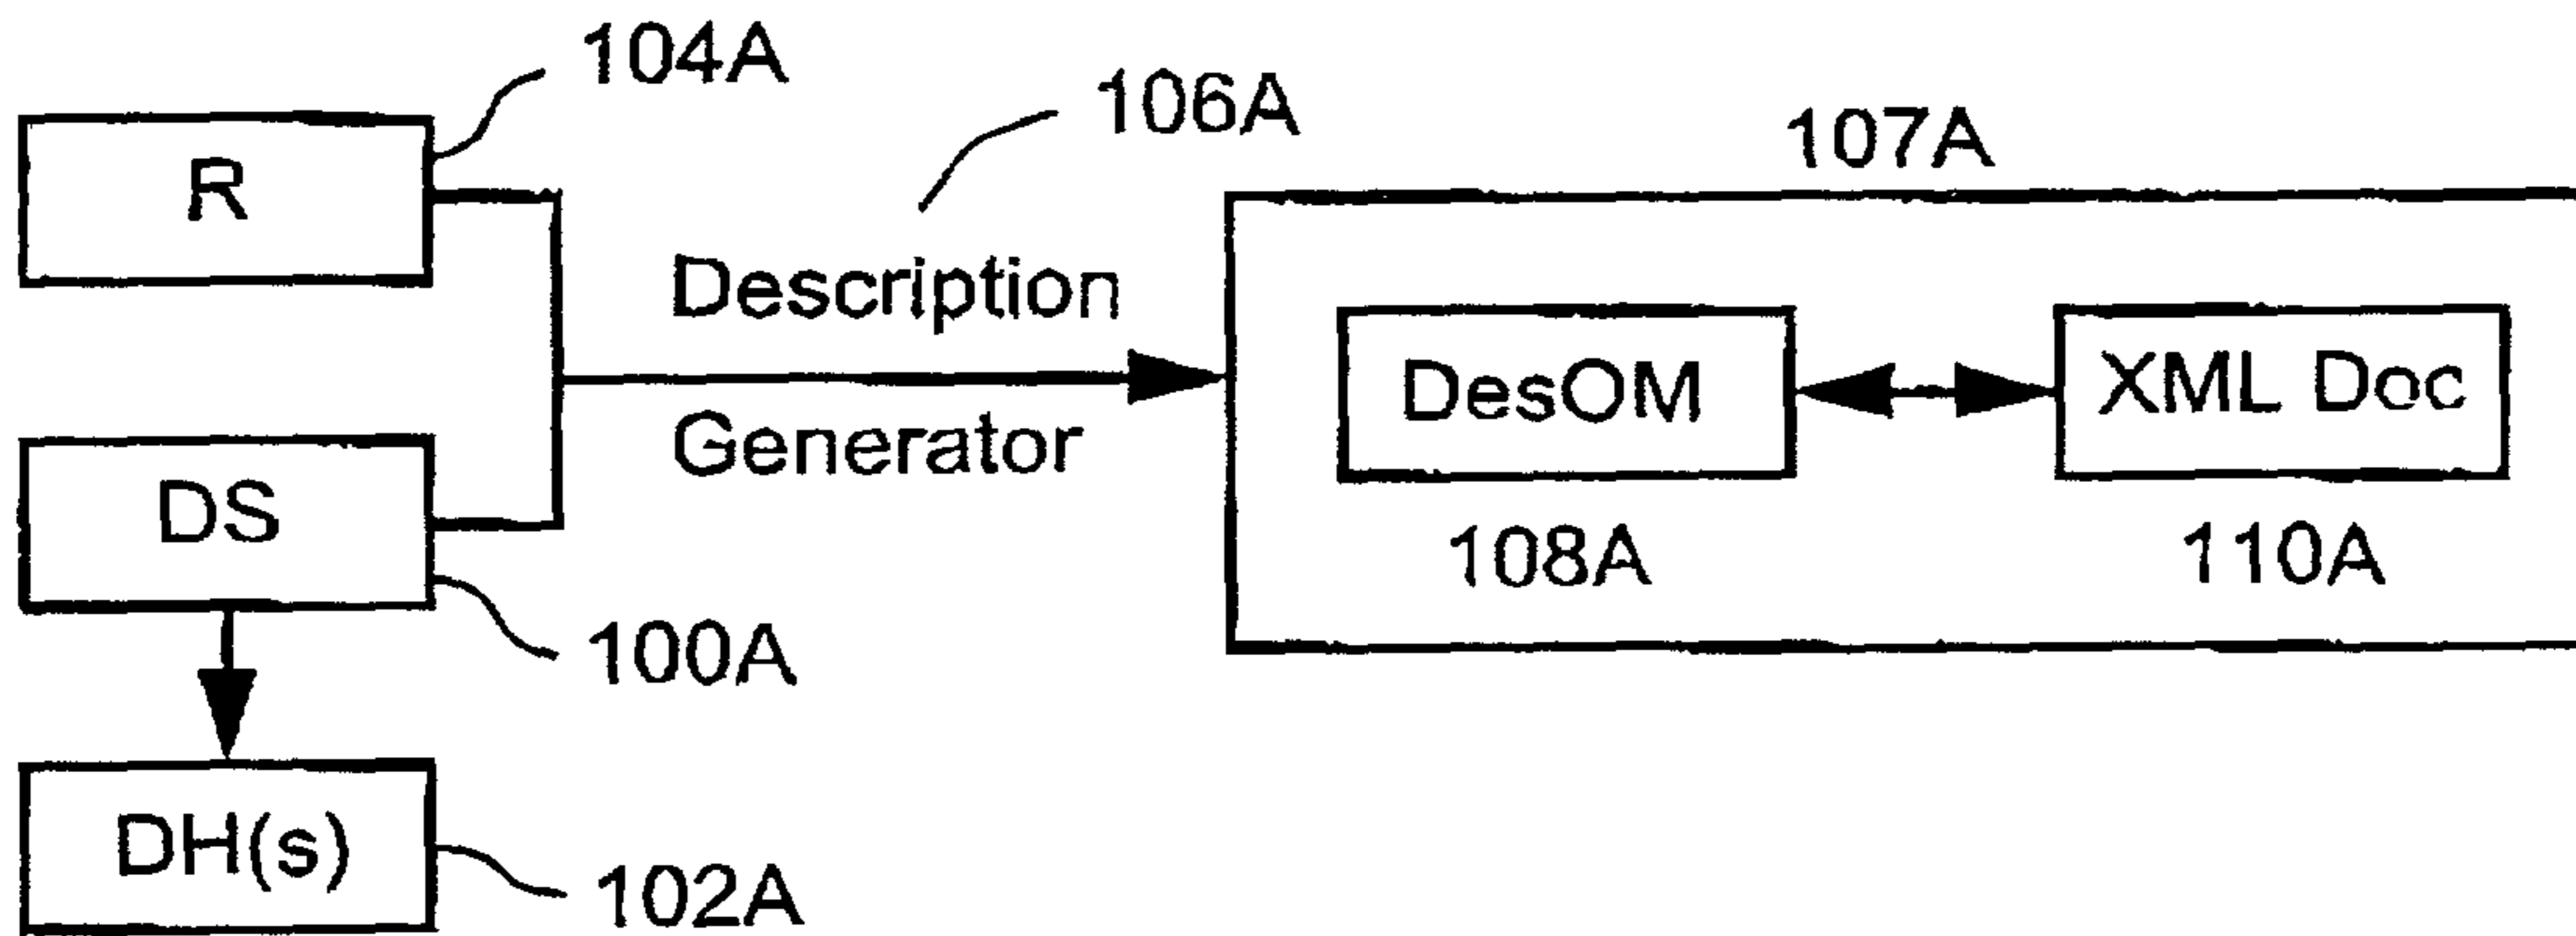 104A
106A
107A
R
Description
Generator
DesOM
XML Doc
108A
110A
DS
100A
DH(s)
102A